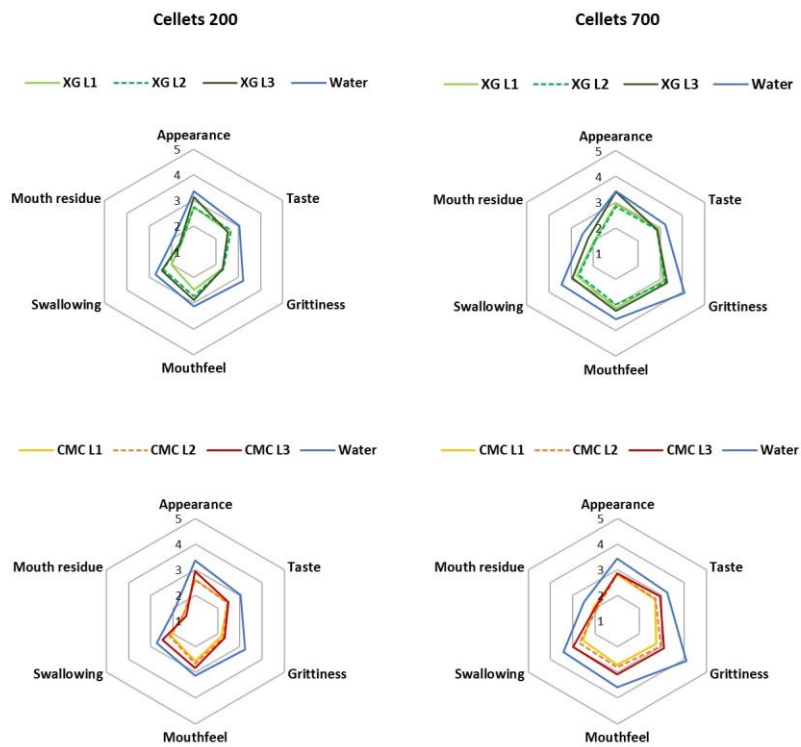 Cellets 200
Cellets 700
XG L1 XG L2 XG L3 Water
XG L1 XG L2 XG L3 Water
Appearance
5
4
3
2
1
Taste
Grittiness
Mouthfeel
Swallowing
Mouth residue
Appearance
5
4
3
2
1
Taste
Grittiness
Mouthfeel
Swallowing
Mouth residue
CMC L1 CMC L2 CMC L3 Water
CMC L1 CMC L2 CMC L3 Water
Appearance
5
4
3
2
1
Taste
Grittiness
Mouthfeel
Swallowing
Mouth residue
Appearance
5
4
3
2
1
Taste
Grittiness
Mouthfeel
Swallowing
Mouth residue